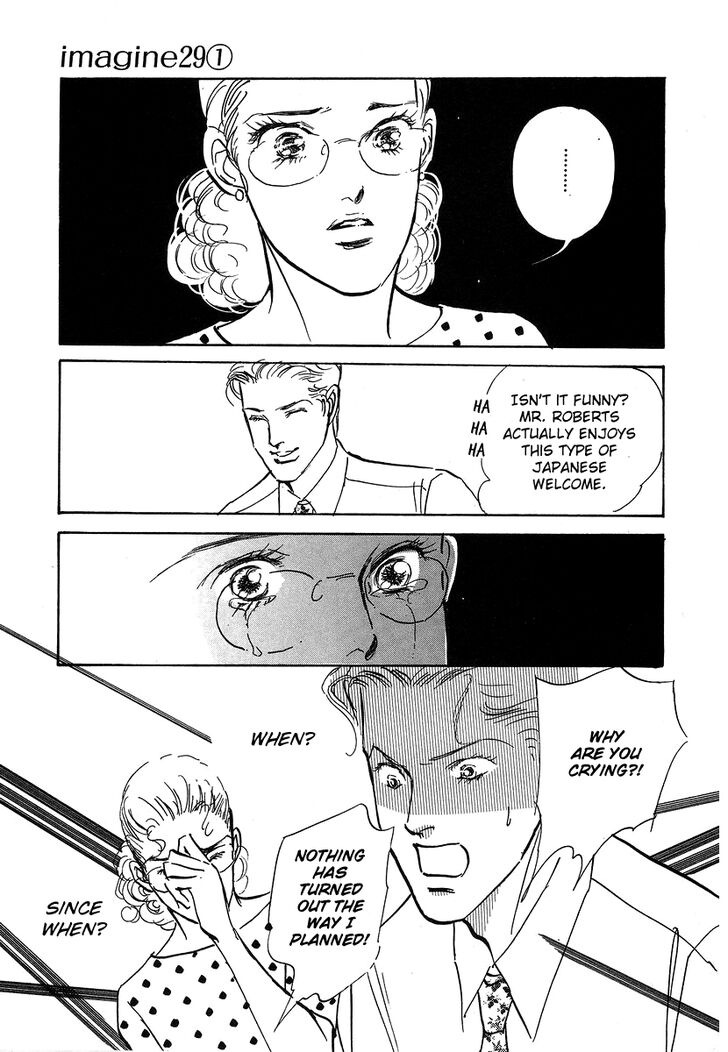 imagine29①
………
ISN'T IT FUNNY?
MR. ROBERTS
ACTUALLY ENJOYS
THIS TYPE OF
JAPANESE
WELCOME.
HA
HA
HA
WHY
ARE YOU
CRYING?!
WHEN?
NOTHING
HAS
TURNED
OUT THE
WAY I
PLANNED!
SINCE
WHEN?